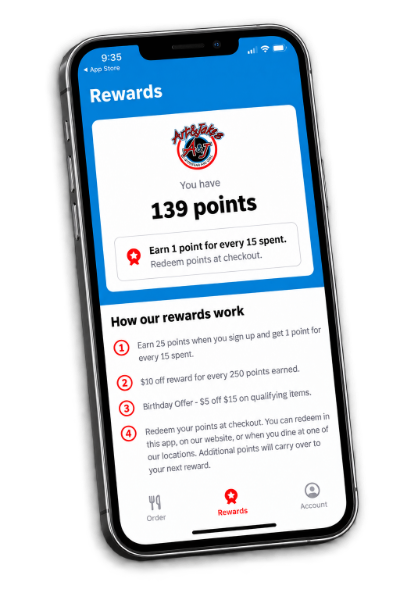 9:35
◀ App Store
Rewards
Art&Jake's
A&J
You have
139 points
Earn 1 point for every 15 spent.
Redeem points at checkout.
How our rewards work
1 Earn 25 points when you sign up and get 1 point for
every 15 spent.
2 $10 off reward for every 250 points earned.
3 Birthday Offer - $5 off $15 on qualifying items.
4 Redeem your points at checkout. You can redeem in
this app, on our website, or when you dine at one of
our locations. Additional points will carry over to
your next reward.
Order
Rewards
Account